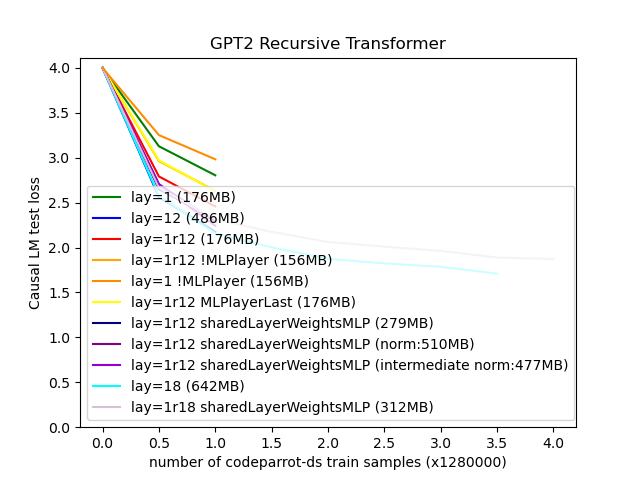 GPT2 Recursive Transformer
Causal LM test loss
4.0
3.5
3.0
2.5
2.0
1.5
1.0
0.5
0.0
lay=1 (176MB)
lay=12 (486MB)
lay=1r12 (176MB)
lay=1r12 !MLPlayer (156MB)
lay=1 !MLPlayer (156MB)
lay=1r12 MLPlayerLast (176MB)
lay=1r12 sharedLayerWeightsMLP (279MB)
lay=1r12 sharedLayerWeightsMLP (norm:510MB)
lay=1r12 sharedLayerWeightsMLP (intermediate norm:477MB)
lay=18 (642MB)
lay=1r18 sharedLayerWeightsMLP (312MB)
0.0 0.5 1.0 1.5 2.0 2.5 3.0 3.5 4.0
number of codeparrot-ds train samples (x1280000)